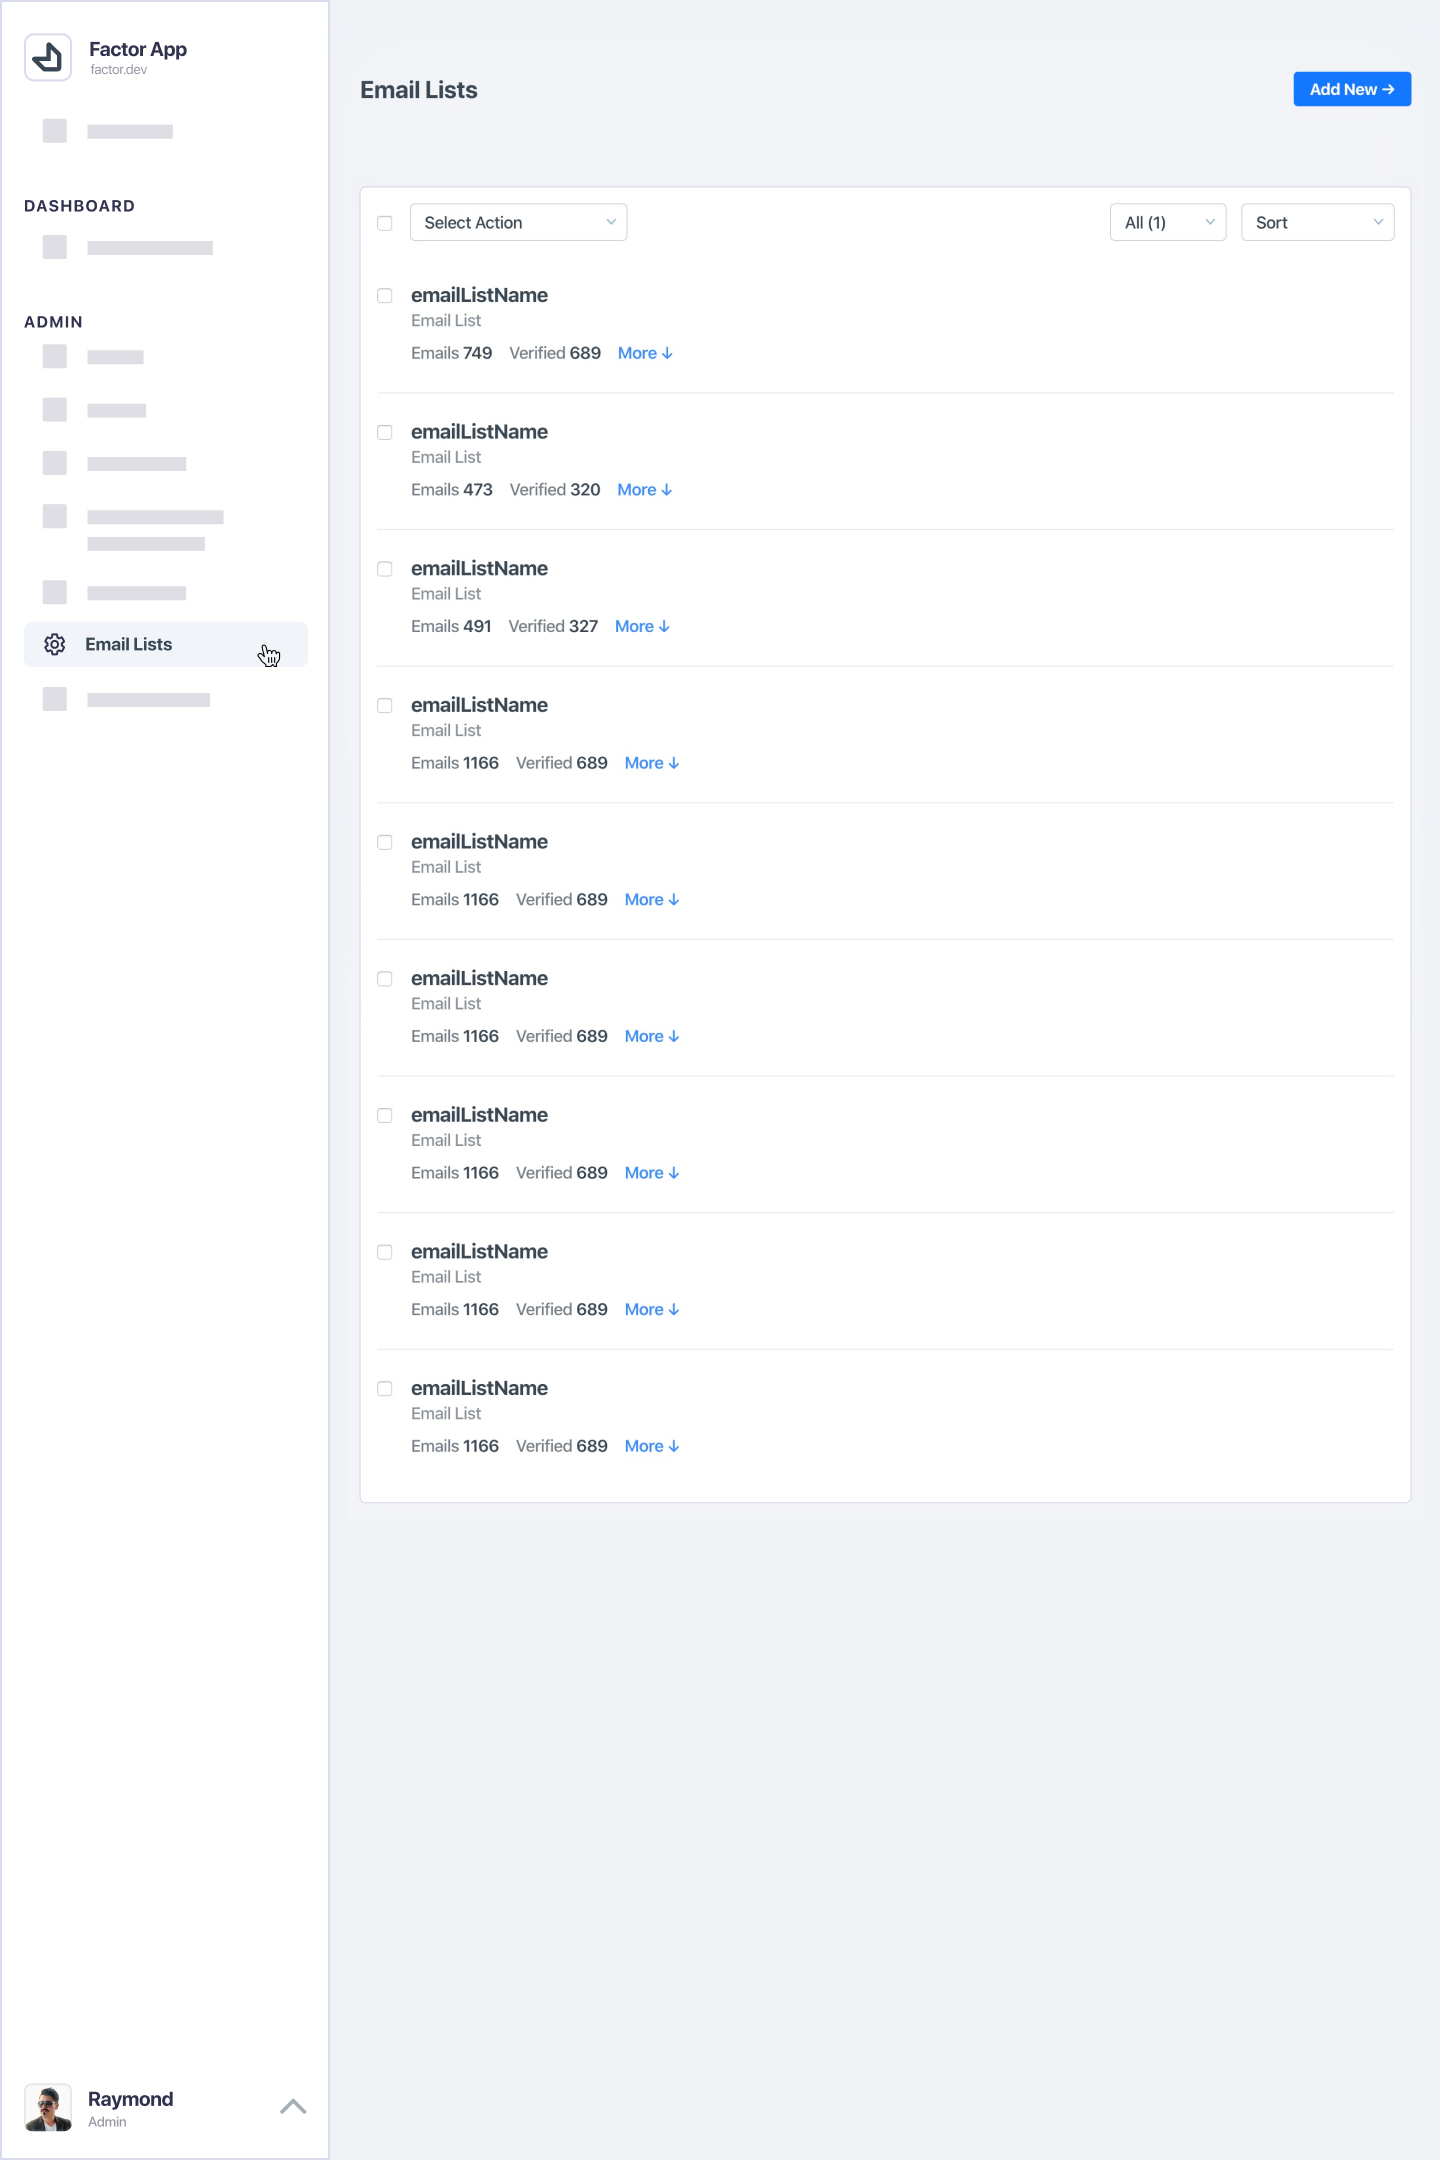 Factor App
factor.dev
DASHBOARD
ADMIN
Email Lists
Raymond
Admin
Email Lists
Add New →
Select Action
All (1)
Sort
emailListName
Email List
Emails 749 Verified 689 More ↓
emailListName
Email List
Emails 473 Verified 320 More ↓
emailListName
Email List
Emails 491 Verified 327 More ↓
emailListName
Email List
Emails 1166 Verified 689 More ↓
emailListName
Email List
Emails 1166 Verified 689 More ↓
emailListName
Email List
Emails 1166 Verified 689 More ↓
emailListName
Email List
Emails 1166 Verified 689 More ↓
emailListName
Email List
Emails 1166 Verified 689 More ↓
emailListName
Email List
Emails 1166 Verified 689 More ↓